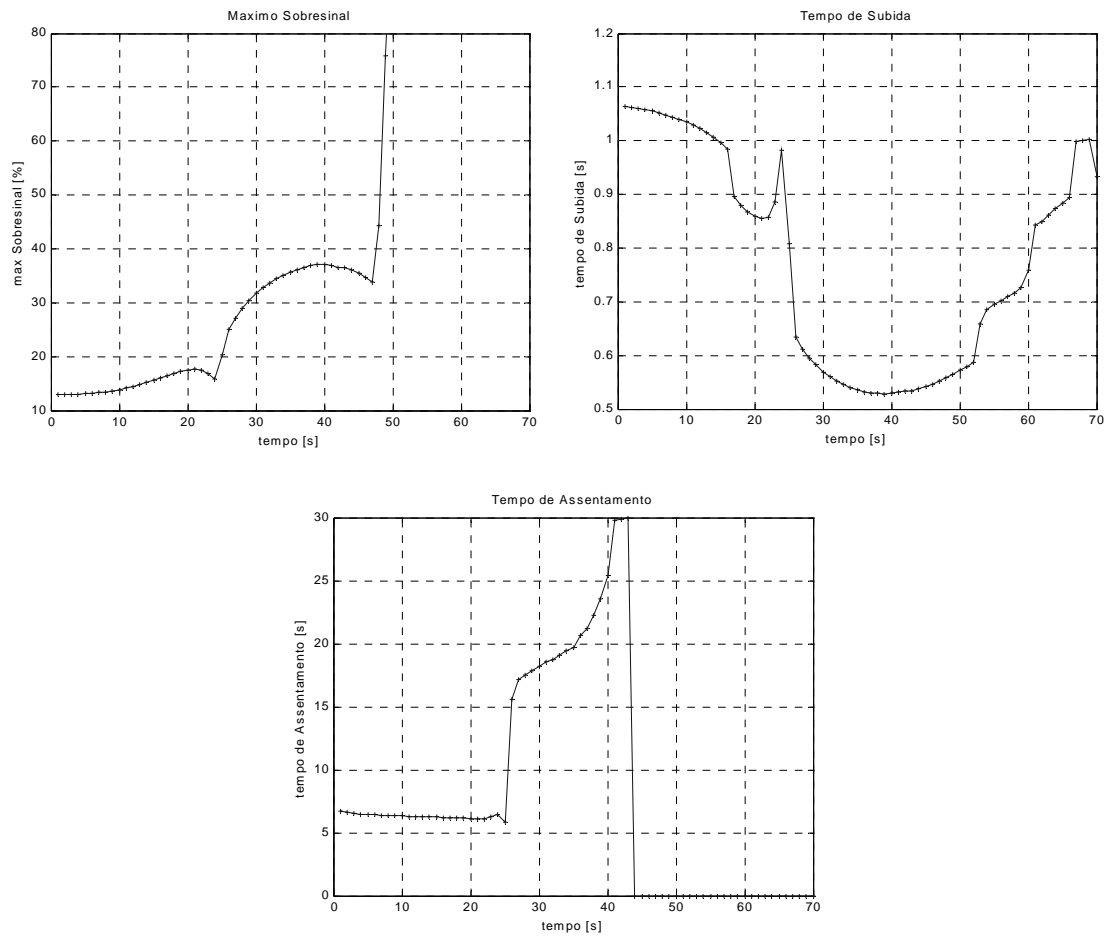 Maximo Sobresinal
80
70
60
50
40
30
20
10
max Sobresinal [%]
0 10 20 30 40 50 60 70
tempo [s]
Tempo de Subida
1.2
1.1
1
0.9
0.8
0.7
0.6
0.5
tempo de Subida [s]
0 10 20 30 40 50 60 70
tempo [s]
Tempo de Assentamento
30
25
20
15
10
5
0
tempo de Assentamento [s]
0 10 20 30 40 50 60 70
tempo [s]